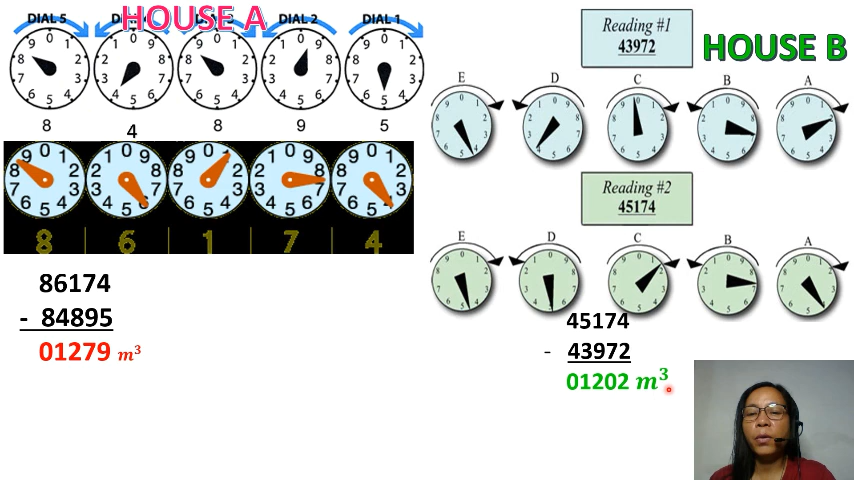 HOUSE A
DIAL 5
DIAL 2
DIAL 1
8 4 8 9 5
8 6 1 7 4
86174
- 84895
01279 m³
Reading #1
43972
HOUSE B
E D C B A
Reading #2
45174
E D C B A
45174
- 43972
01202 m³